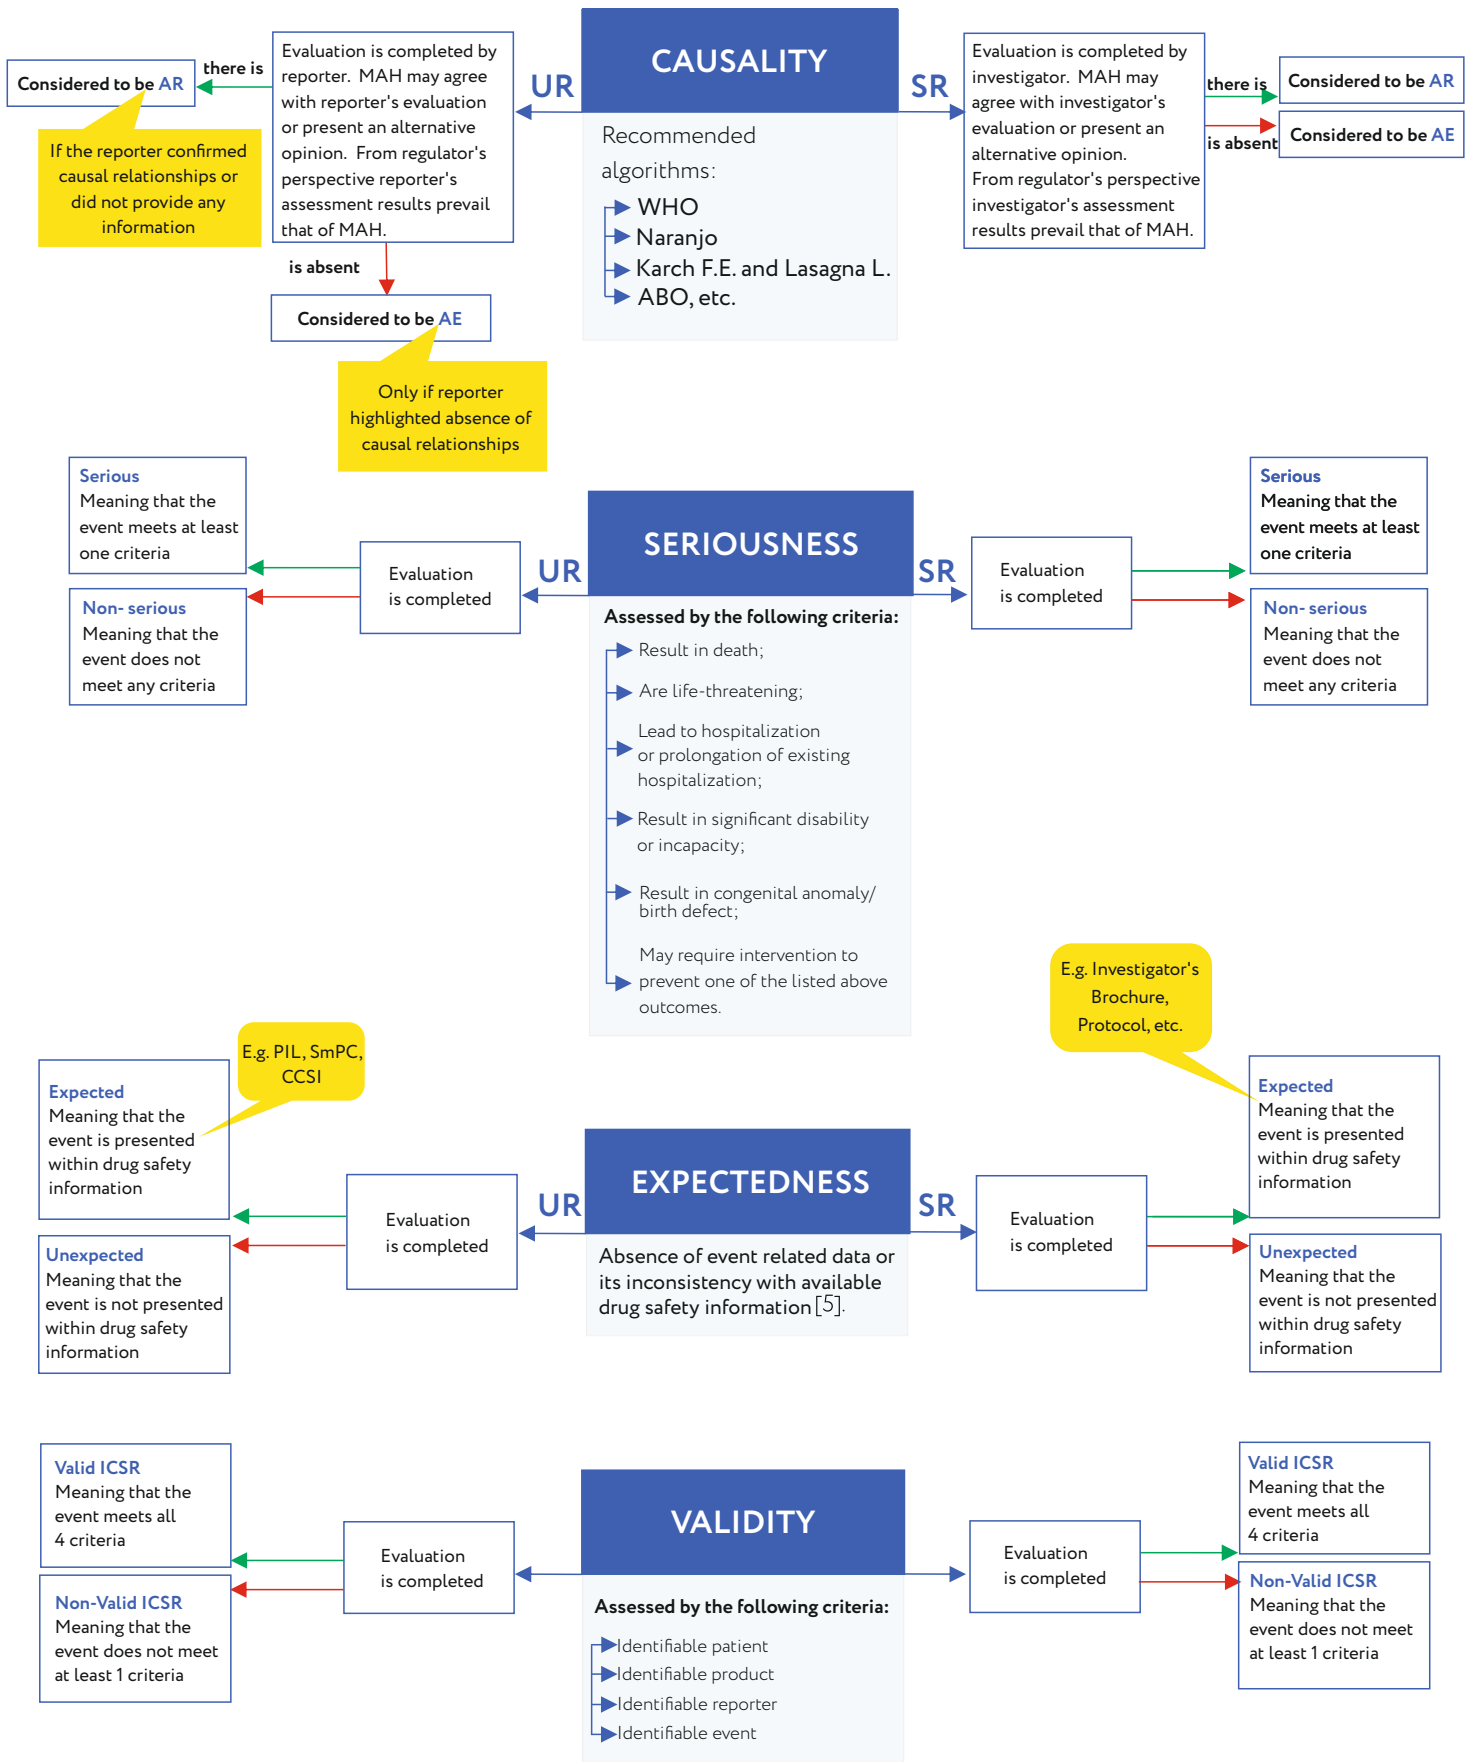 CAUSALITY
UR
SR
Recommended
algorithms:
WHO
Naranjo
Karch F.E. and Lasagna L.
ABO, etc.
Evaluation is completed by
reporter. MAH may agree
with reporter's evaluation
or present an alternative
opinion. From regulator's
perspective reporter's
assessment results prevail
that of MAH.
there is
Considered to be AR
If the reporter confirmed
causal relationships or
did not provide any
information
is absent
Considered to be AE
Only if reporter
highlighted absence of
causal relationships
Evaluation is completed by
investigator. MAH may
agree with investigator's
evaluation or present an
alternative opinion.
From regulator's perspective
investigator's assessment
results prevail that of MAH.
there is
Considered to be AR
is absent
Considered to be AE
SERIOUSNESS
UR
SR
Assessed by the following criteria:
Result in death;
Are life-threatening;
Lead to hospitalization
or prolongation of existing
hospitalization;
Result in significant disability
or incapacity;
Result in congenital anomaly/
birth defect;
May require intervention to
prevent one of the listed above
outcomes.
Evaluation
is completed
Serious
Meaning that the
event meets at least
one criteria
Non- serious
Meaning that the
event does not
meet any criteria
Evaluation
is completed
Serious
Meaning that the
event meets at least
one criteria
Non- serious
Meaning that the
event does not
meet any criteria
EXPECTEDNESS
UR
SR
Absence of event related data or
its inconsistency with available
drug safety information [5].
Evaluation
is completed
E.g. PIL, SmPC,
CCSI
Expected
Meaning that the
event is presented
within drug safety
information
Unexpected
Meaning that the
event is not presented
within drug safety
information
Evaluation
is completed
E.g. Investigator's
Brochure,
Protocol, etc.
Expected
Meaning that the
event is presented
within drug safety
information
Unexpected
Meaning that the
event is not presented
within drug safety
information
VALIDITY
Assessed by the following criteria:
Identifiable patient
Identifiable product
Identifiable reporter
Identifiable event
Evaluation
is completed
Valid ICSR
Meaning that the
event meets all
4 criteria
Non-Valid ICSR
Meaning that the
event does not meet
at least 1 criteria
Evaluation
is completed
Valid ICSR
Meaning that the
event meets all
4 criteria
Non-Valid ICSR
Meaning that the
event does not meet
at least 1 criteria